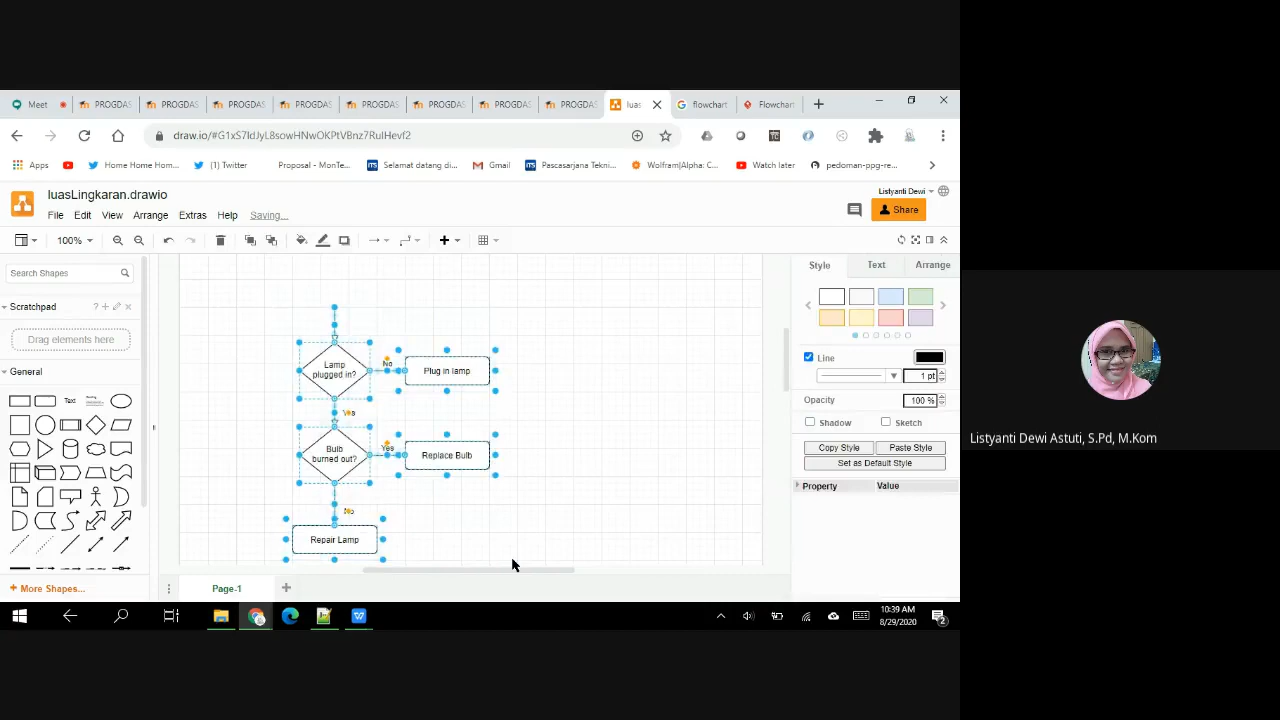 Meet PROGDAS PROGDAS PROGDAS PROGDAS PROGDAS PROGDAS PROGDAS PROGDAS luas flowchart Flowchart
draw.io/#G1xS7ldJyL8sowHNwOKPtVBnz7RuIHevf2
Apps Home Home Hom... (1) Twitter Proposal - MonTe... Selamat datang di... Gmail Pascasarjana Tekni... Wolfram|Alpha: C... Watch later pedoman-ppg-re...
luasLingkaran.drawio
Listyanti Dewi
File Edit View Arrange Extras Help Saving...
Share
100%
Search Shapes
Style Text Arrange
Scratchpad
Drag elements here
General
Text
Lamp
plugged in?
No
Plug in lamp
Yes
Bulb
burned out?
Yes
Replace Bulb
No
Repair Lamp
Line
1 pt
Opacity
100 %
Shadow Sketch
Copy Style Paste Style
Set as Default Style
Property Value
More Shapes...
Page-1
10:39 AM
8/29/2020
2
Listyanti Dewi Astuti, S.Pd, M.Kom